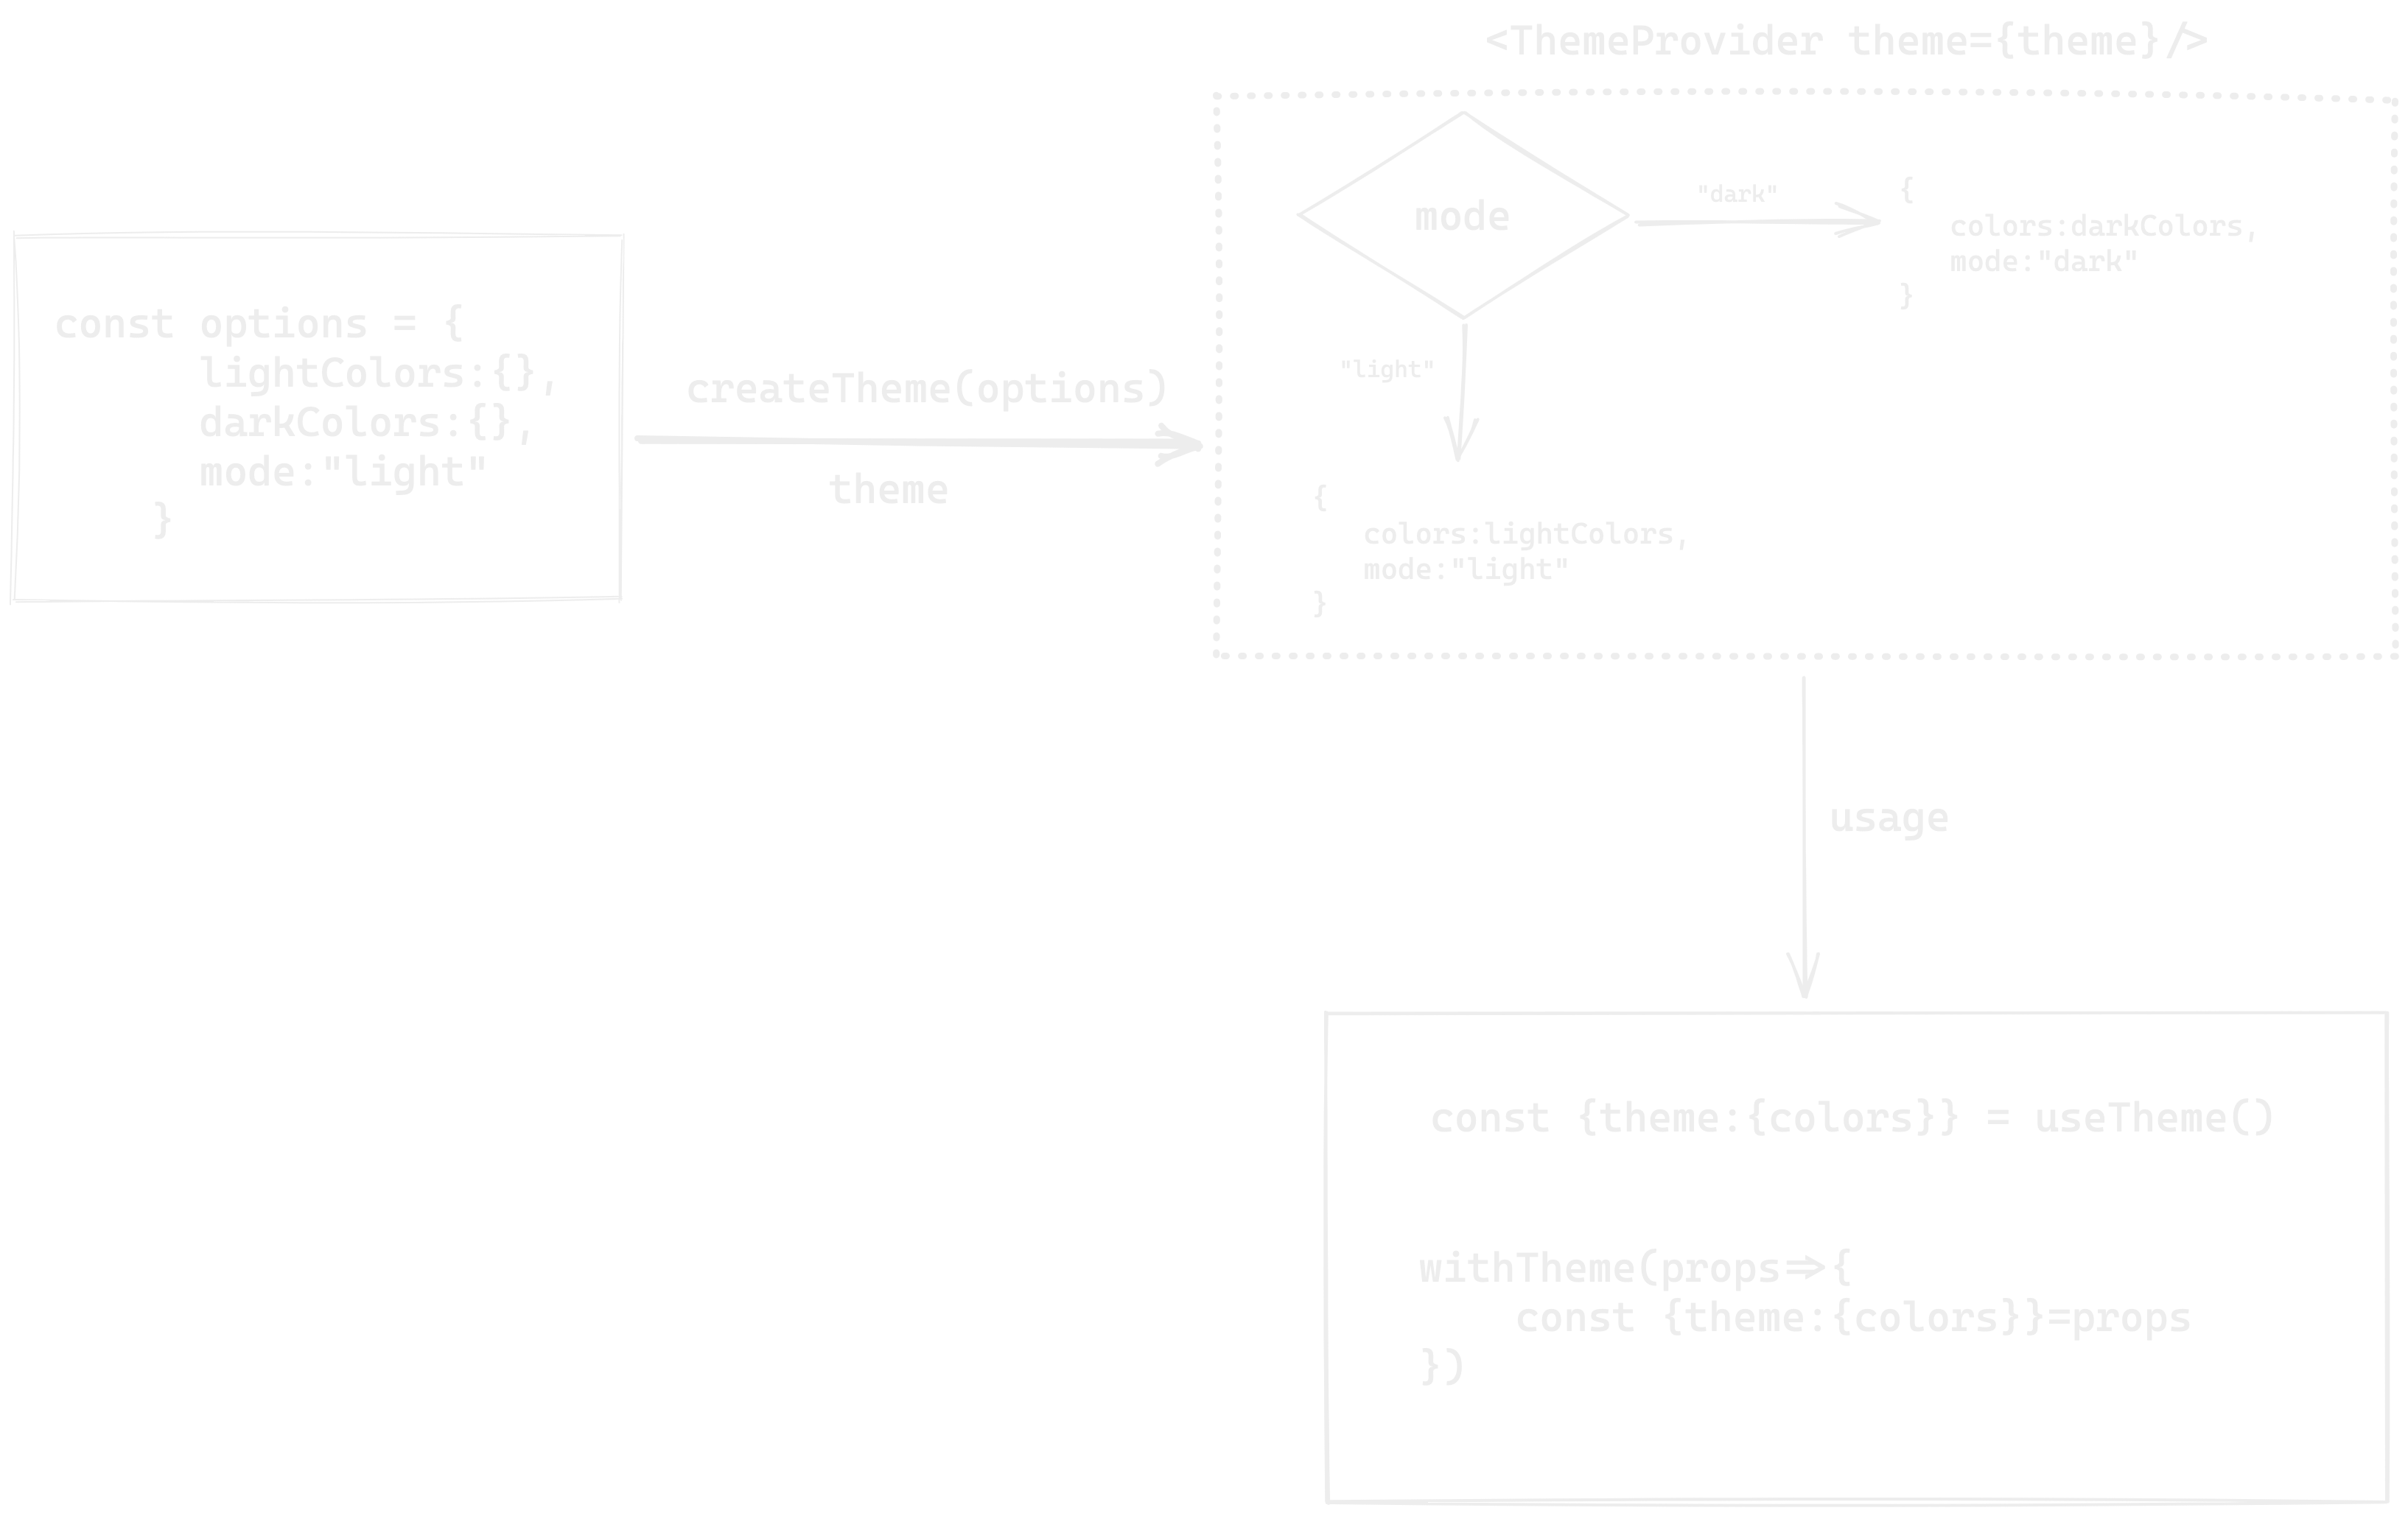 <ThemeProvider theme={theme}/>
mode
"dark"
{
colors:darkColors,
mode:"dark"
}
"light"
{
colors:lightColors,
mode:"light"
}
const options = {
lightColors:{},
darkColors:{},
mode:"light"
}
createTheme(options)
theme
usage
const {theme:{colors}} = useTheme()
withTheme(props=>{
const {theme:{colors}}=props
})